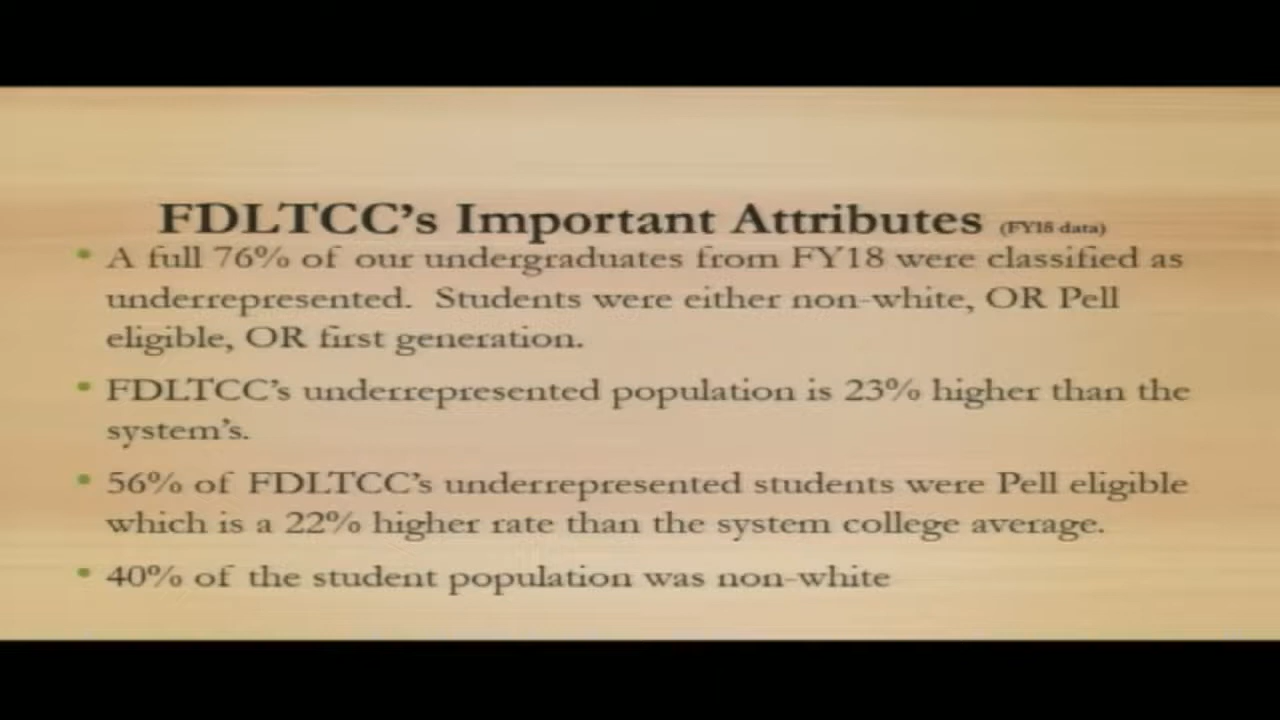 FDLTCC's Important Attributes (FY18 data)
• A full 76% of our undergraduates from FY18 were classified as
underrepresented. Students were either non-white, OR Pell
eligible, OR first generation.
• FDLTCC's underrepresented population is 23% higher than the
system's.
• 56% of FDLTCC's underrepresented students were Pell eligible
which is a 22% higher rate than the system college average.
• 40% of the student population was non-white